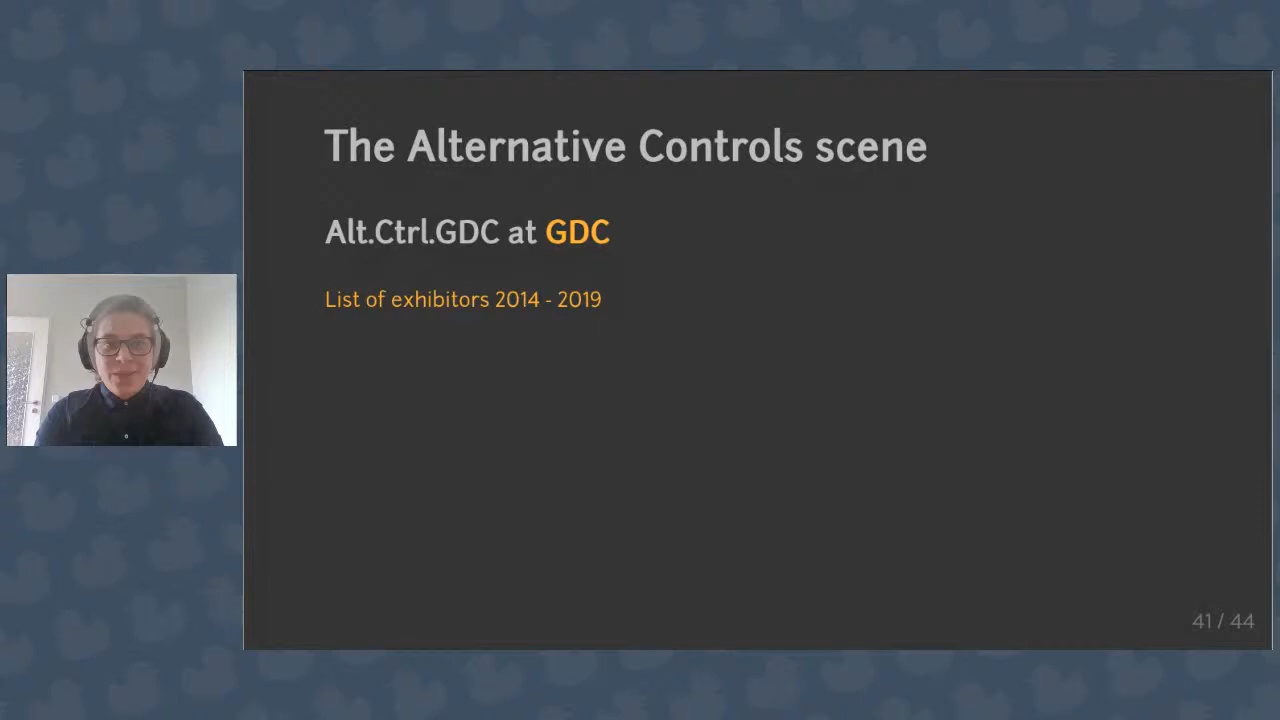 The Alternative Controls scene
Alt.Ctrl.GDC at GDC
List of exhibitors 2014 - 2019
41 / 44